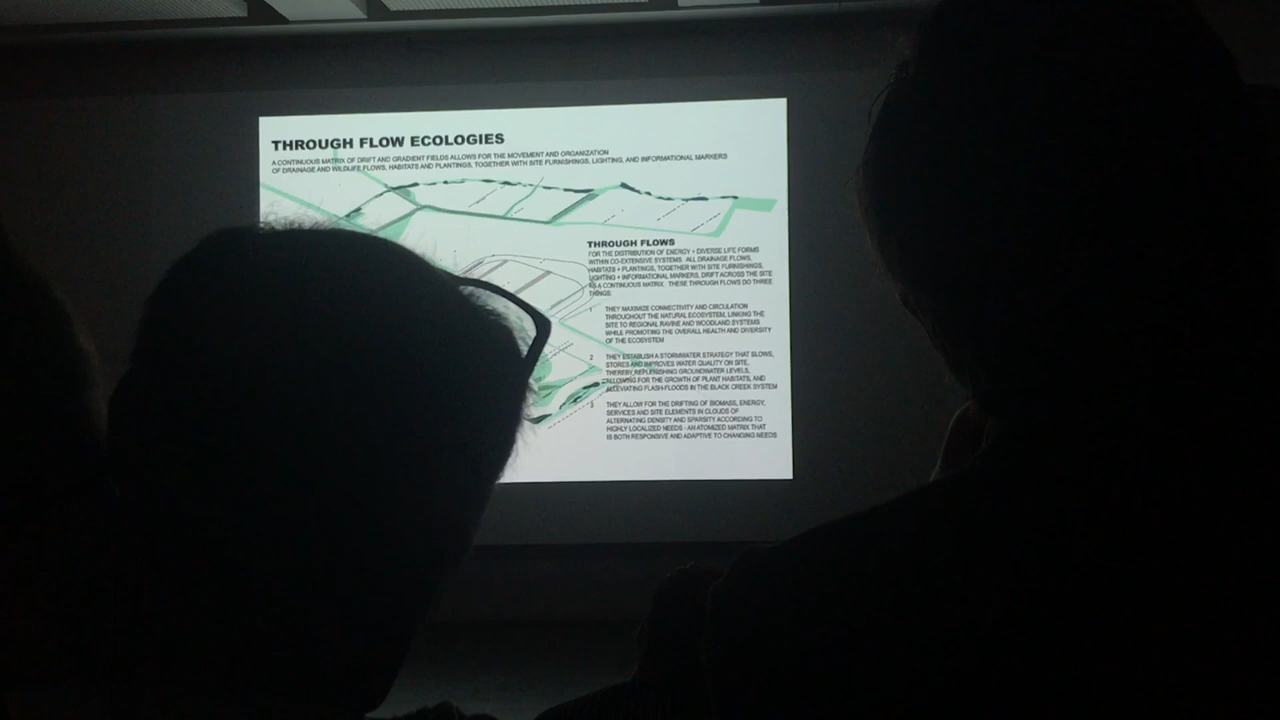 THROUGH FLOW ECOLOGIES
A CONTINUOUS MATRIX OF DRIFT AND GRADIENT FIELDS ALLOWS FOR THE MOVEMENT AND ORGANIZATION
OF DRAINAGE AND WILDLIFE FLOWS, HABITATS AND PLANTINGS, TOGETHER WITH SITE FURNISHINGS, LIGHTING, AND INFORMATIONAL MARKERS
THROUGH FLOWS
FOR THE DISTRIBUTION OF ENERGY + DIVERSE LIFE FORMS
WITHIN CO-EXTENSIVE SYSTEMS. ALL DRAINAGE FLOWS,
HABITATS + PLANTINGS, TOGETHER WITH SITE FURNISHINGS,
LIGHTING + INFORMATIONAL MARKERS, DRIFT ACROSS THE SITE
AS A CONTINUOUS MATRIX. THESE THROUGH FLOWS DO THREE
THINGS:
1 THEY MAXIMIZE CONNECTIVITY AND CIRCULATION
THROUGHOUT THE NATURAL ECOSYSTEM, LINKING THE
SITE TO REGIONAL RAVINE AND WOODLAND SYSTEMS
WHILE PROMOTING THE OVERALL HEALTH AND DIVERSITY
OF THE ECOSYSTEM
2 THEY ESTABLISH A STORMWATER STRATEGY THAT SLOWS,
STORES AND IMPROVES WATER QUALITY ON SITE,
THEREBY REPLENISHING GROUNDWATER LEVELS,
ALLOWING FOR THE GROWTH OF PLANT HABITATS, AND
ALLEVIATING FLASH-FLOODS IN THE BLACK CREEK SYSTEM
3 THEY ALLOW FOR THE DRIFTING OF BIOMASS, ENERGY,
SERVICES AND SITE ELEMENTS IN CLOUDS OF
ALTERNATING DENSITY AND SPARSITY ACCORDING TO
HIGHLY LOCALIZED NEEDS - AN ATOMIZED MATRIX THAT
IS BOTH RESPONSIVE AND ADAPTIVE TO CHANGING NEEDS